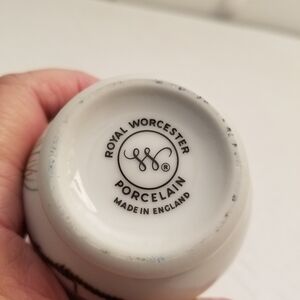 ROYAL WORCESTER
W®
PORCELAIN
MADE IN ENGLAND